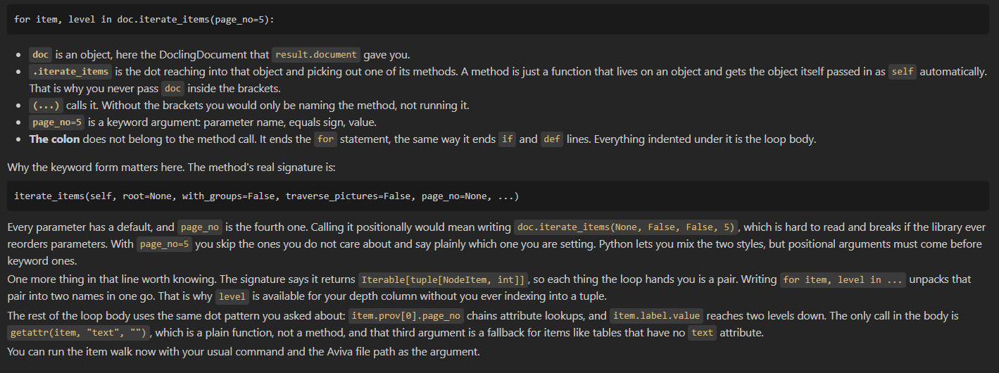 for item, level in doc.iterate_items(page_no=5):
• doc is an object, here the DoclingDocument that result.document gave you.
• .iterate_items is the dot reaching into that object and picking out one of its methods. A method is just a function that lives on an object and gets the object itself passed in as self automatically.
That is why you never pass doc inside the brackets.
• (...) calls it. Without the brackets you would only be naming the method, not running it.
• page_no=5 is a keyword argument: parameter name, equals sign, value.
• The colon does not belong to the method call. It ends the for statement, the same way it ends if and def lines. Everything indented under it is the loop body.
Why the keyword form matters here. The method's real signature is:
iterate_items(self, root=None, with_groups=False, traverse_pictures=False, page_no=None, ...)
Every parameter has a default, and page_no is the fourth one. Calling it positionally would mean writing doc.iterate_items(None, False, False, 5), which is hard to read and breaks if the library ever
reorders parameters. With page_no=5 you skip the ones you do not care about and say plainly which one you are setting. Python lets you mix the two styles, but positional arguments must come before
keyword ones.
One more thing in that line worth knowing. The signature says it returns Iterable[tuple[NodeItem, int]], so each thing the loop hands you is a pair. Writing for item, level in ... unpacks that
pair into two names in one go. That is why level is available for your depth column without you ever indexing into a tuple.
The rest of the loop body uses the same dot pattern you asked about: item.prov[0].page_no chains attribute lookups, and item.label.value reaches two levels down. The only call in the body is
getattr(item, "text", ""), which is a plain function, not a method, and that third argument is a fallback for items like tables that have no text attribute.
You can run the item walk now with your usual command and the Aviva file path as the argument.